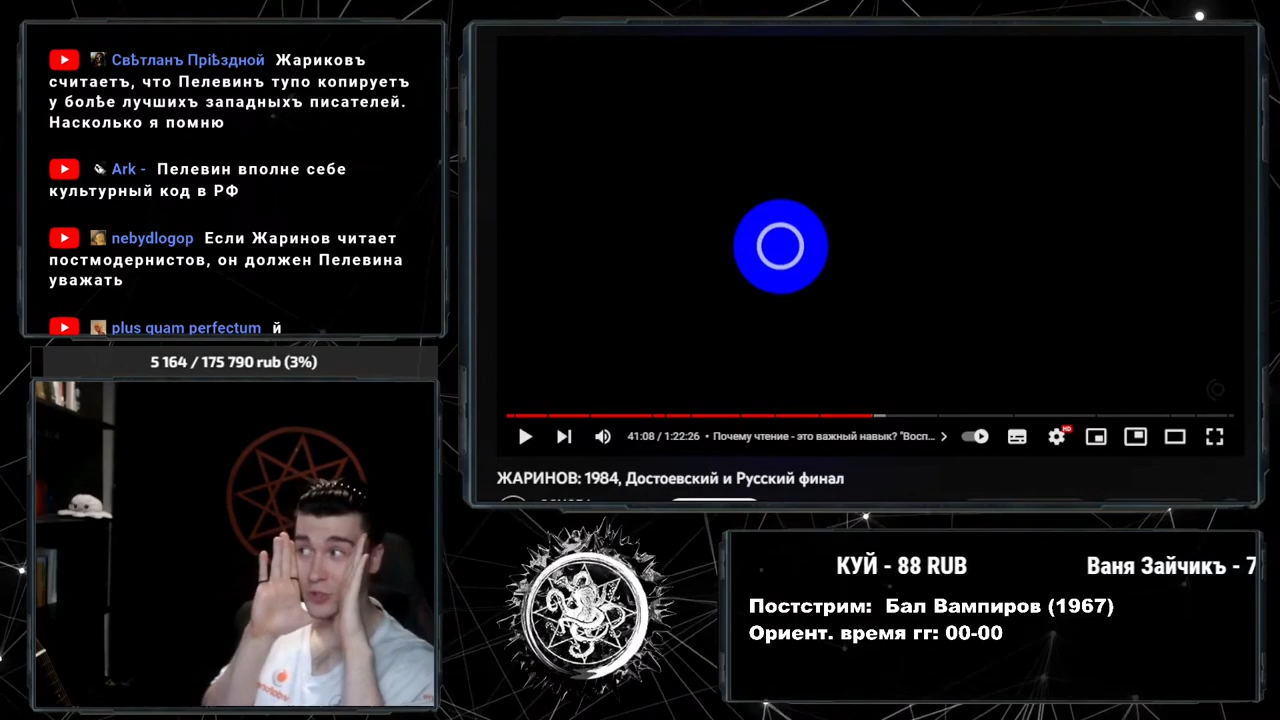 Свѣтланъ Прiѣздной Жариковъ
считаетъ, что Пелевинъ тупо копируетъ
у болѣе лучшихъ западныхъ писателей.
Насколько я помню
Ark - Пелевин вполне себе
культурный код в РФ
nebydlogop Если Жаринов читает
постмодернистов, он должен Пелевина
уважать
plus quam perfectum й
5 164 / 175 790 rub (3%)
41:08 / 1:22:26 • Почему чтение - это важный навык? "Восп...
HD
ЖАРИНОВ: 1984, Достоевский и Русский финал
КУЙ - 88 RUB Ваня Зайчикъ - 7
Постстрим: Бал Вампиров (1967)
Ориент. время гг: 00-00